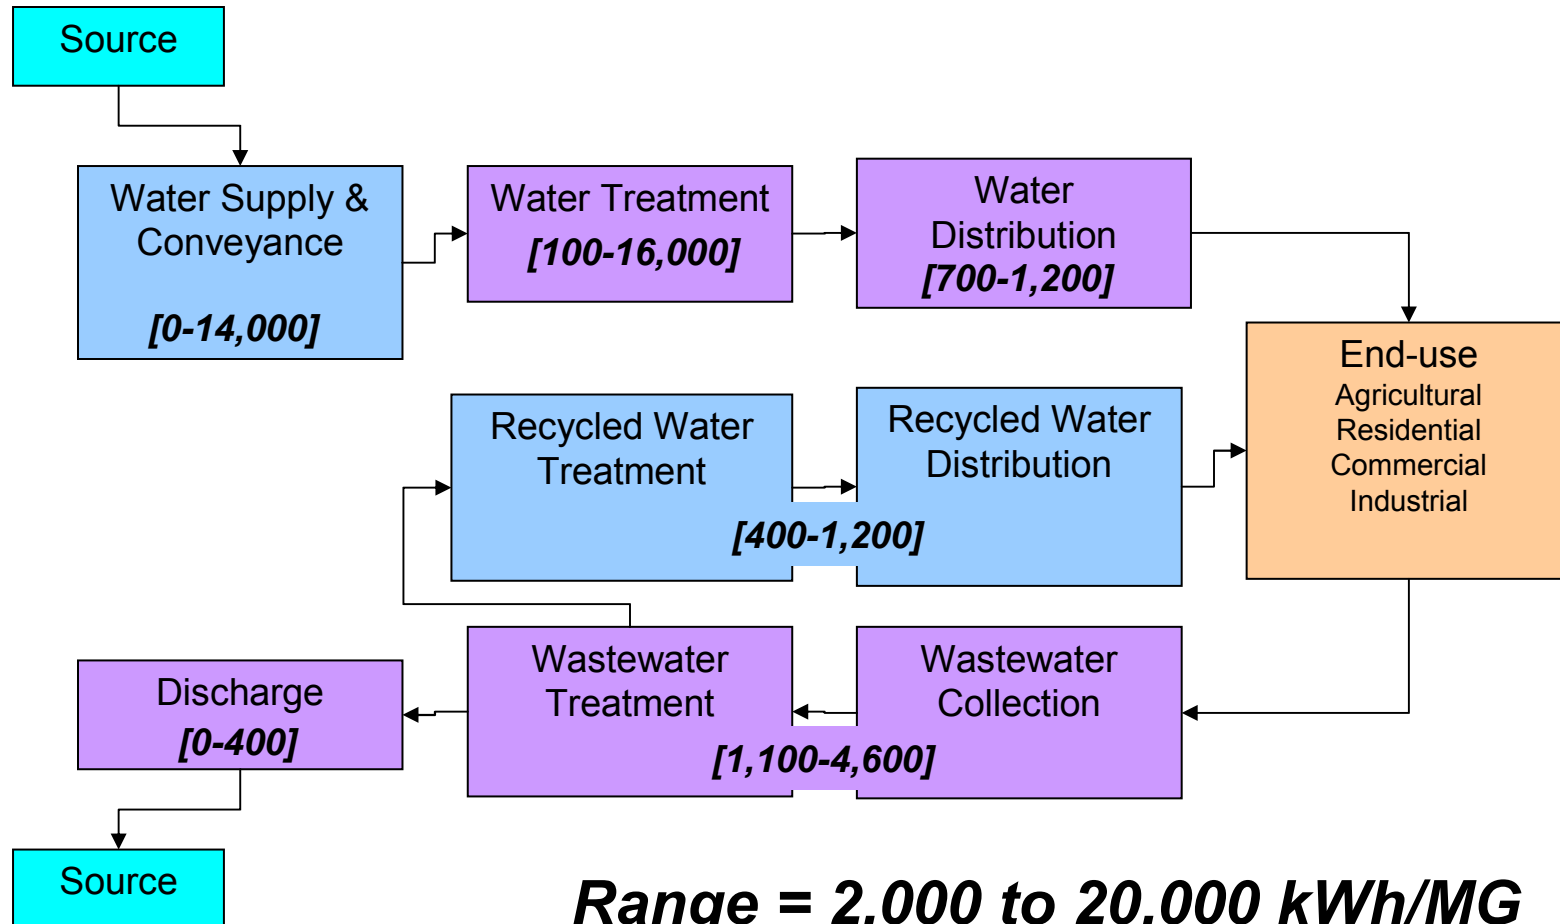 Source
Water Supply &
Conveyance
[0-14,000]
Water Treatment
[100-16,000]
Water
Distribution
[700-1,200]
End-use
Agricultural
Residential
Commercial
Industrial
Recycled Water
Treatment
Recycled Water
Distribution
[400-1,200]
Wastewater
Treatment
Wastewater
Collection
[1,100-4,600]
Discharge
[0-400]
Source
Range = 2,000 to 20,000 kWh/MG